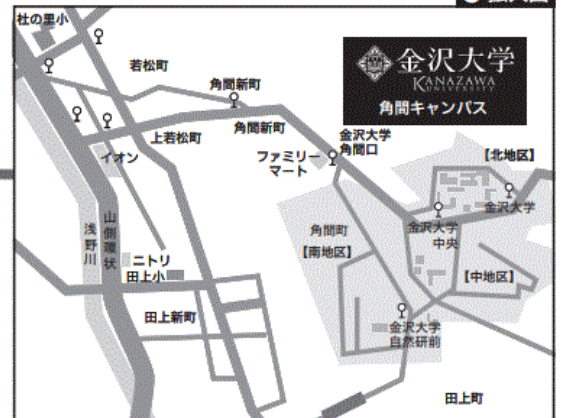 杜の里小
若松町
角間新町
上若松町
角間新町
イオン
ファミリー
マート
金沢大学
角間口
金沢大学
KANAZAWA
UNIVERSITY
角間キャンパス
【北地区】
金沢大学
金沢大学
中央
角間町
【南地区】
【中地区】
浅野川
山側環状
ニトリ
田上小
田上新町
金沢大学
自然研前
田上町